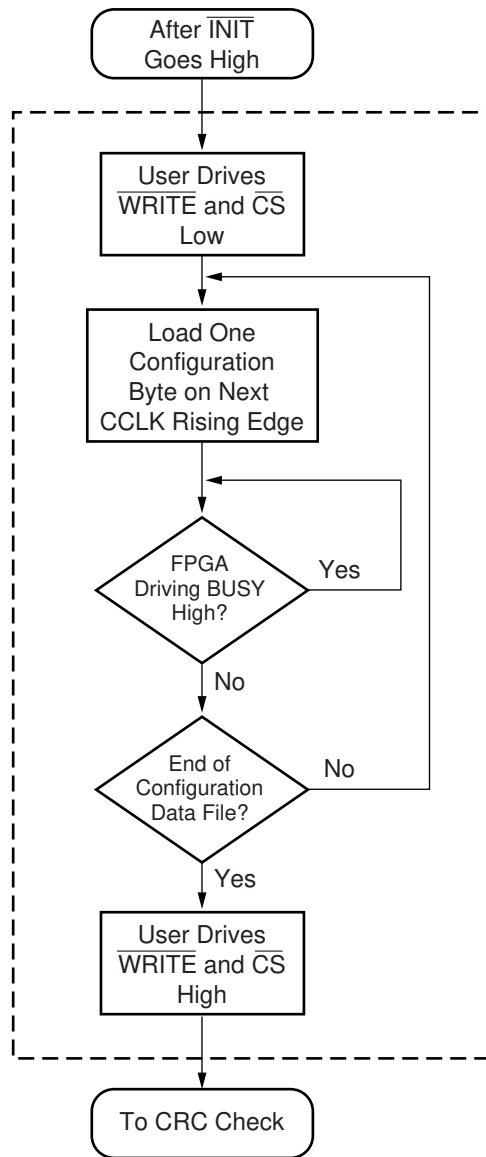 After INIT
Goes High
User Drives
WRITE and CS
Low
Load One
Configuration
Byte on Next
CCLK Rising Edge
FPGA
Driving BUSY
High?
Yes
No
End of
Configuration
Data File?
No
Yes
User Drives
WRITE and CS
High
To CRC Check